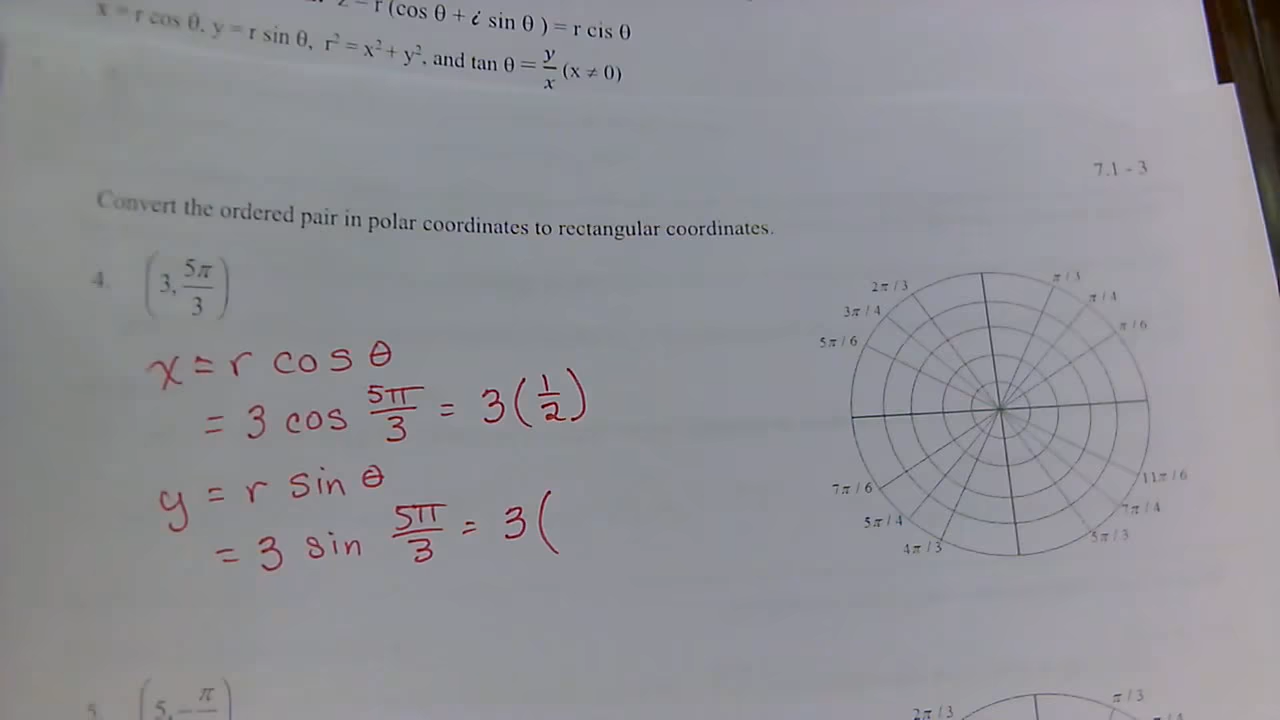 z = r (cos θ + i sin θ ) = r cis θ
x = r cos θ, y = r sin θ, r² = x² + y², and tan θ = y/x (x ≠ 0)
7.1 - 3
Convert the ordered pair in polar coordinates to rectangular coordinates.
4. (3, 5π/3)
x = r cos θ
= 3 cos 5π/3 = 3(1/2)
y = r sin θ
= 3 sin 5π/3 = 3(
2π / 3
π / 3
3π / 4
π / 4
5π / 6
π / 6
7π / 6
11π / 6
5π / 4
7π / 4
4π / 3
5π / 3
5. (5, -π
2π / 3
π / 3